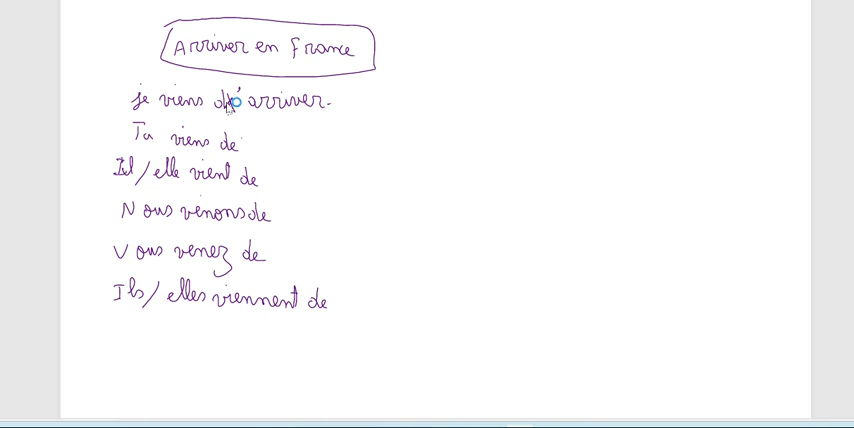 Arriver en France
je viens d'arriver.
Tu viens de
Il/elle vient de
Nous venons de
Vous venez de
Ils/elles viennent de